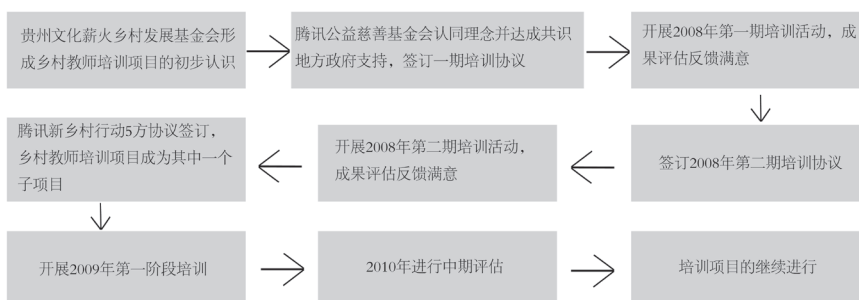 贵州文化薪火乡村发展基金会形
成乡村教师培训项目的初步认识
腾讯公益慈善基金会认同理念并达成共识
地方政府支持，签订一期培训协议
开展2008年第一期培训活动，成
果评估反馈满意
签订2008年第二期培训协议
开展2008年第二期培训活动，
成果评估反馈满意
腾讯新乡村行动5方协议签订，
乡村教师培训项目成为其中一个
子项目
开展2009年第一阶段培训
2010年进行中期评估
培训项目的继续进行